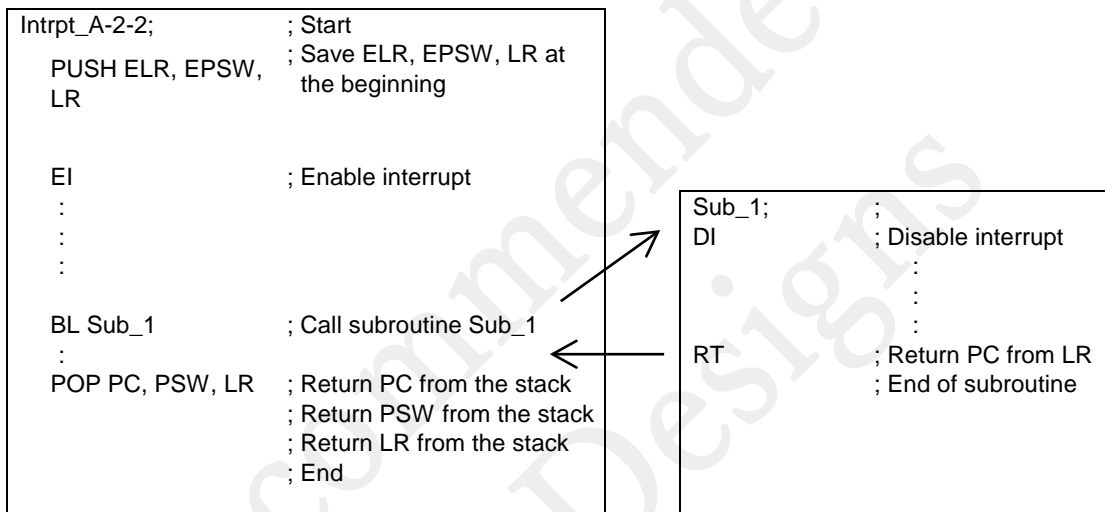 Intrpt_A-2-2; ; Start
PUSH ELR, EPSW, ; Save ELR, EPSW, LR at
LR the beginning
EI ; Enable interrupt
:
:
:
BL Sub_1 ; Call subroutine Sub_1
:
POP PC, PSW, LR ; Return PC from the stack
; Return PSW from the stack
; Return LR from the stack
; End
Sub_1; ;
DI ; Disable interrupt
:
:
:
RT ; Return PC from LR
; End of subroutine
commende
Designs